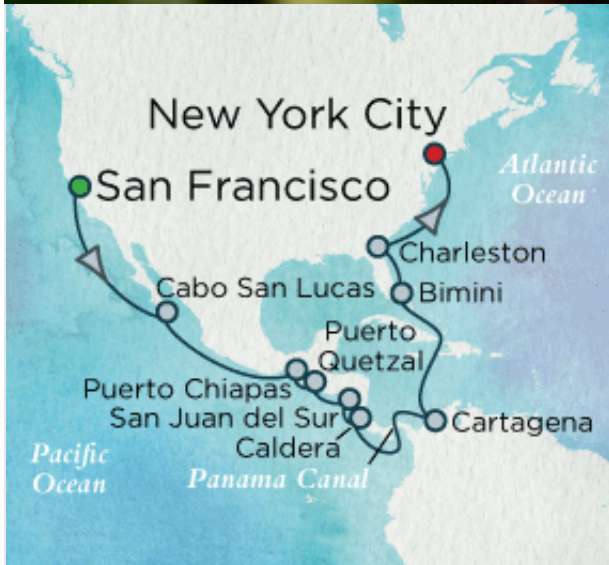 New York City
Atlantic
Ocean
San Francisco
Charleston
Cabo San Lucas
Bimini
Puerto
Quetzal
Puerto Chiapas
San Juan del Sur
Cartagena
Caldera
Pacific
Ocean
Panama Canal